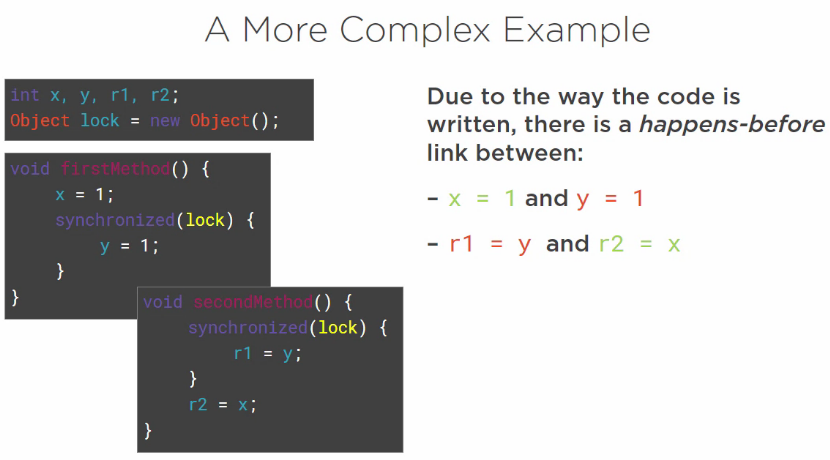 A More Complex Example
int x, y, r1, r2;
Object lock = new Object();
void firstMethod() {
x = 1;
synchronized(lock) {
y = 1;
}
}
void secondMethod() {
synchronized(lock) {
r1 = y;
}
r2 = x;
}
Due to the way the code is
written, there is a happens-before
link between:
– x = 1 and y = 1
– r1 = y and r2 = x